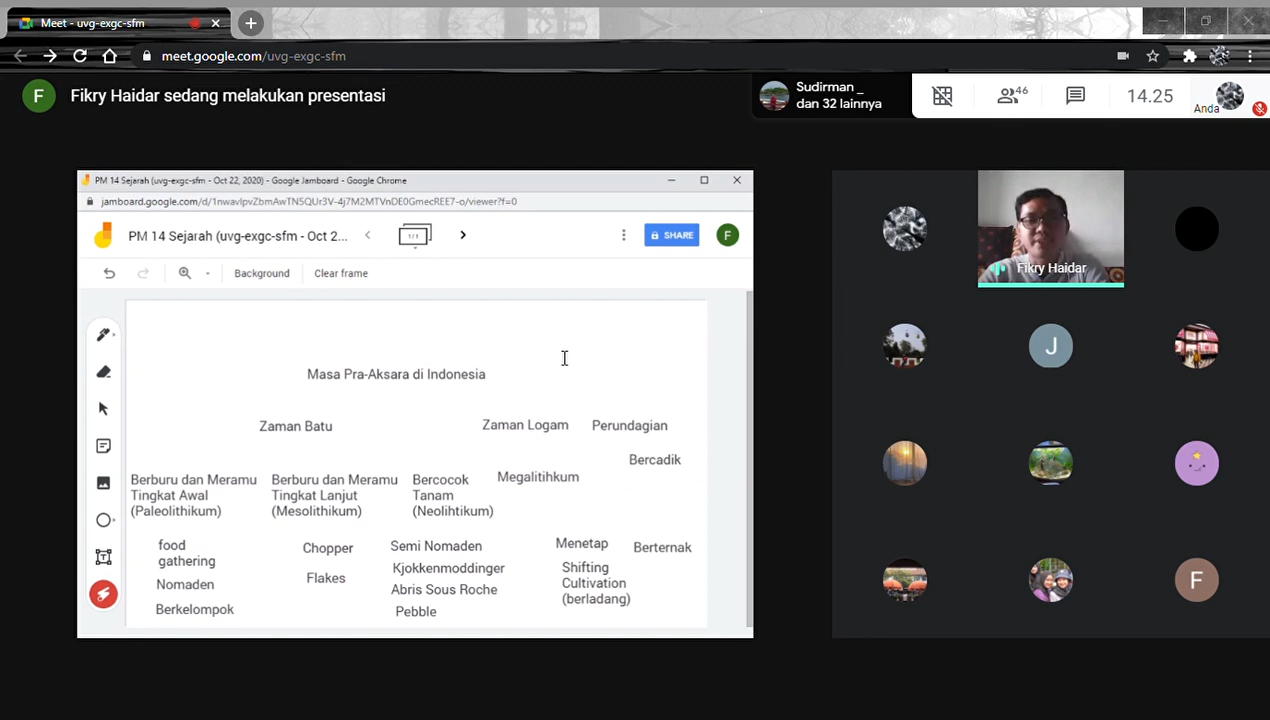 Meet - uvg-exgc-sfm
meet.google.com/uvg-exgc-sfm
F
Fikry Haidar sedang melakukan presentasi
Sudirman _
dan 32 lainnya
46
14.25
Anda
PM 14 Sejarah (uvg-exgc-sfm - Oct 22, 2020) - Google Jamboard - Google Chrome
jamboard.google.com/d/1nwavIpvZbmAwTN5QUr3V-4j7M2MTVnDE0GmecREE7-o/viewer?f=0
PM 14 Sejarah (uvg-exgc-sfm - Oct 2...
1/1
SHARE
F
Background
Clear frame
Masa Pra-Aksara di Indonesia
Zaman Batu
Zaman Logam
Perundagian
Bercadik
Berburu dan Meramu
Tingkat Awal
(Paleolithikum)
Berburu dan Meramu
Tingkat Lanjut
(Mesolithikum)
Bercocok
Tanam
(Neolihtikum)
Megalitihkum
food
gathering
Nomaden
Berkelompok
Chopper
Flakes
Semi Nomaden
Kjokkenmoddinger
Abris Sous Roche
Pebble
Menetap
Shifting
Cultivation
(berladang)
Berternak
Fikry Haidar
J
F